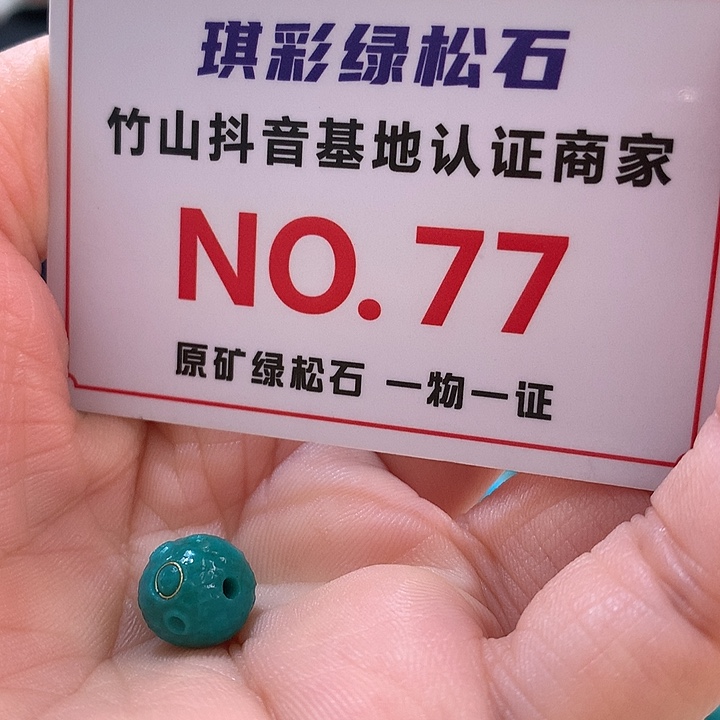 琪彩绿松石
竹山抖音基地认证商家
NO.77
原矿绿松石 一物一证